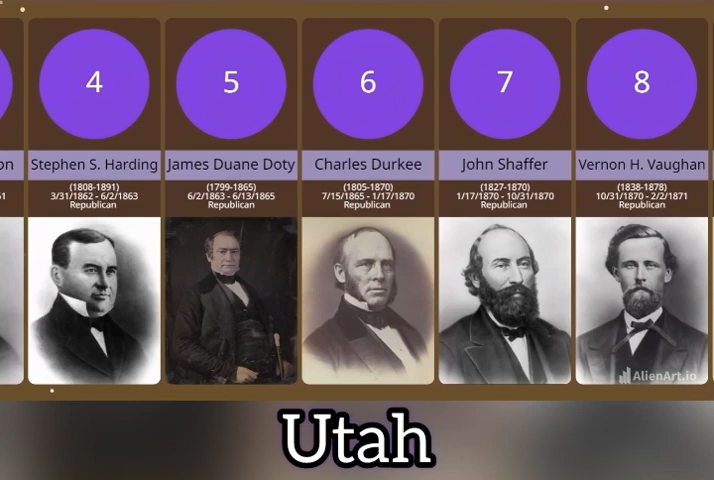 4
5
6
7
8
on
Stephen S. Harding
James Duane Doty
Charles Durkee
John Shaffer
Vernon H. Vaughan
(1808-1891)
3/31/1862 - 6/2/1863
Republican
(1799-1865)
6/2/1863 - 6/13/1865
Republican
(1805-1870)
7/15/1865 - 1/17/1870
Republican
(1827-1870)
1/17/1870 - 10/31/1870
Republican
(1838-1878)
10/31/1870 - 2/2/1871
Republican
AlienArt.io
Utah